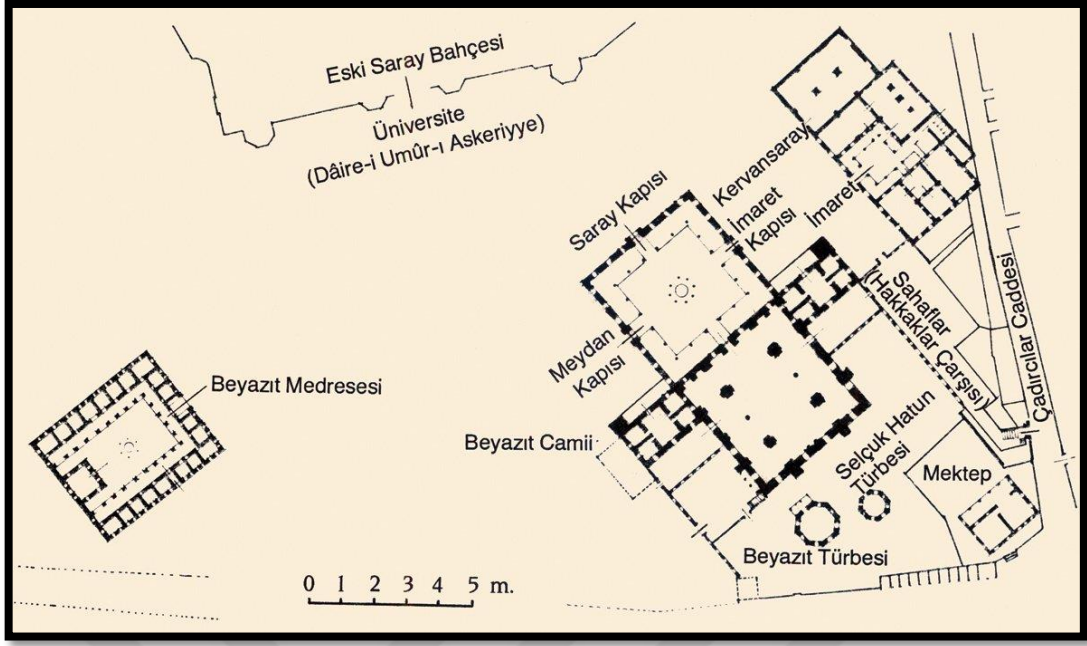 Eski Saray Bahçesi
Üniversite
(Dâire-i Umûr-ı Askeriyye)
Kervansaray
Saray Kapısı
İmaret
Kapısı
İmaret
Sahaflar
(Hakkaklar Çarşısı)
Çadırcılar Caddesi
Meydan
Kapısı
Beyazıt Medresesi
Beyazıt Camii
Selçuk Hatun
Türbesi
Mektep
Beyazıt Türbesi
0 1 2 3 4 5 m.